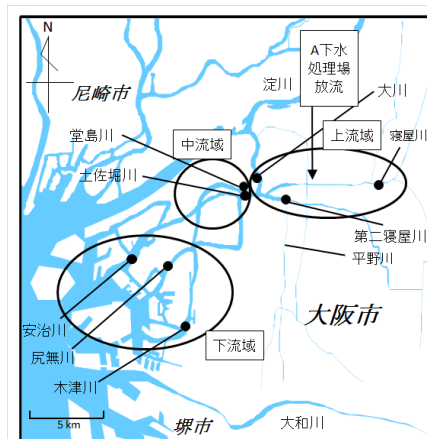 N
尼崎市
淀川
A下水
処理場
放流
大川
堂島川
中流域
上流域
寝屋川
土佐堀川
第二寝屋川
平野川
大阪市
安治川
尻無川
下流域
木津川
5 km
堺市
大和川